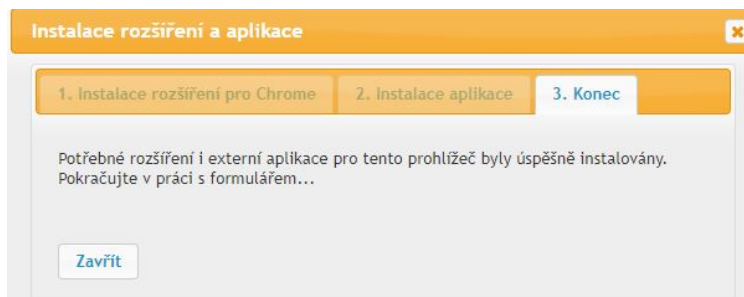 Instalace rozšíření a aplikace
1. Instalace rozšíření pro Chrome 2. Instalace aplikace 3. Konec
Potřebné rozšíření i externí aplikace pro tento prohlížeč byly úspěšně instalovány.
Pokračujte v práci s formulářem...
Zavřít